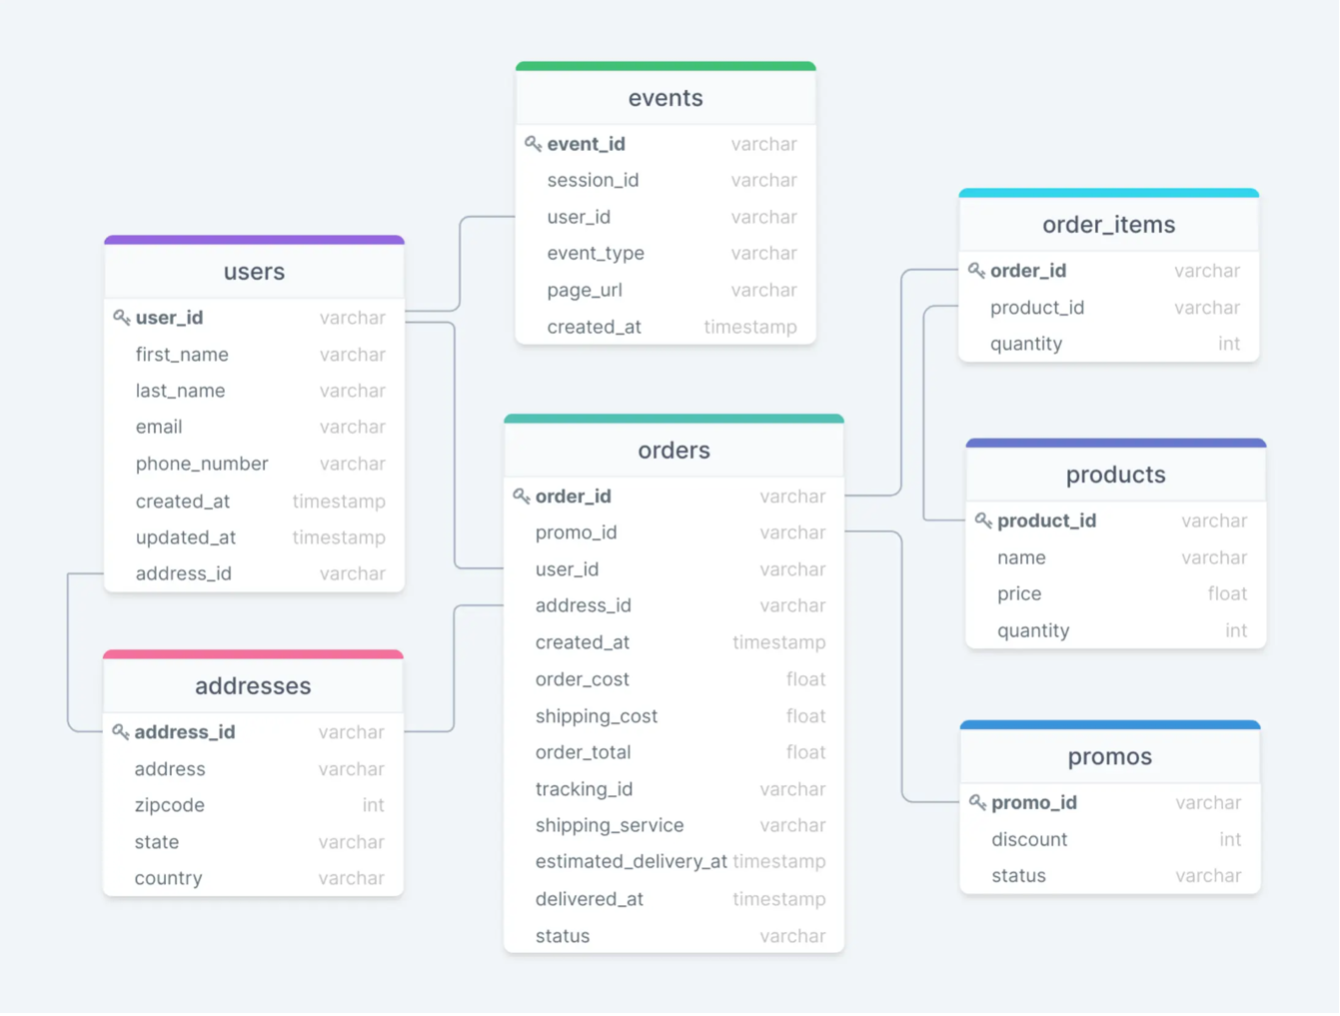 events
event_id varchar
session_id varchar
user_id varchar
event_type varchar
page_url varchar
created_at timestamp
users
user_id varchar
first_name varchar
last_name varchar
email varchar
phone_number varchar
created_at timestamp
updated_at timestamp
address_id varchar
addresses
address_id varchar
address varchar
zipcode int
state varchar
country varchar
orders
order_id varchar
promo_id varchar
user_id varchar
address_id varchar
created_at timestamp
order_cost float
shipping_cost float
order_total float
tracking_id varchar
shipping_service varchar
estimated_delivery_at timestamp
delivered_at timestamp
status varchar
order_items
order_id varchar
product_id varchar
quantity int
products
product_id varchar
name varchar
price float
quantity int
promos
promo_id varchar
discount int
status varchar